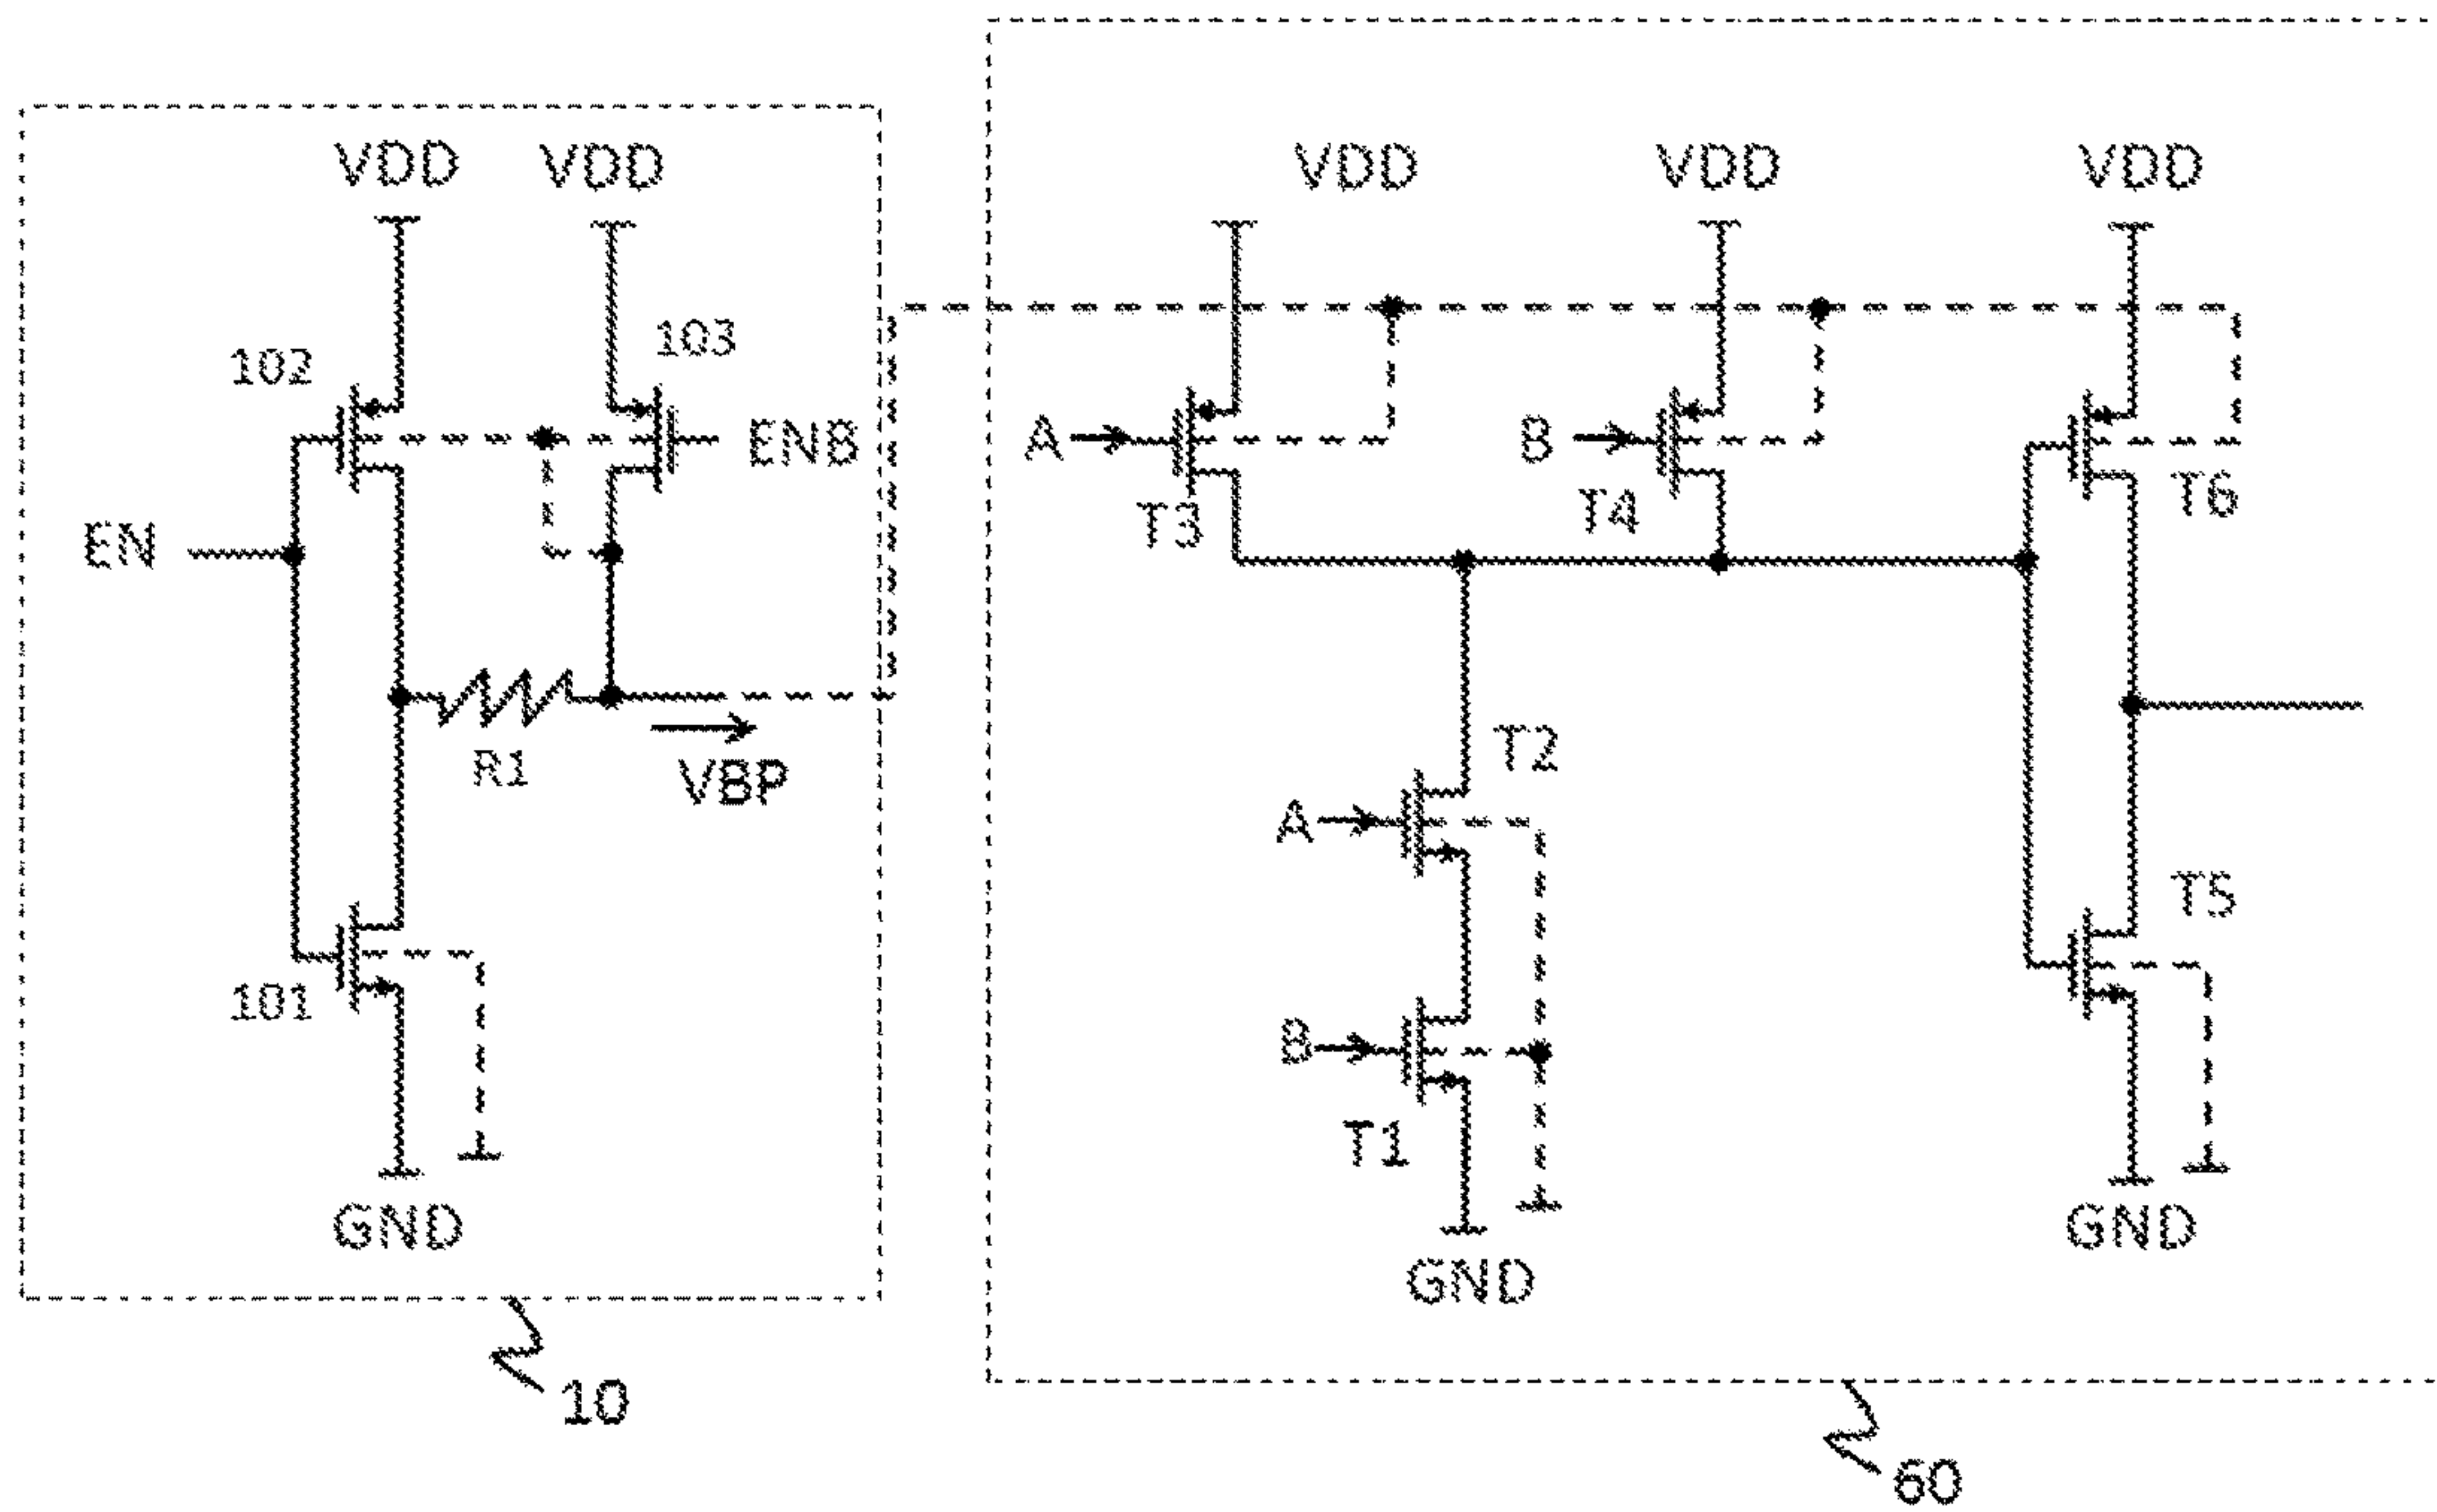 VDD VDD
VDD VDD VDD
102
103
A
B
ENB
EN
T3
T4
T6
R1
VBP
T2
A
T5
101
B
T1
GND
GND
GND
10
60